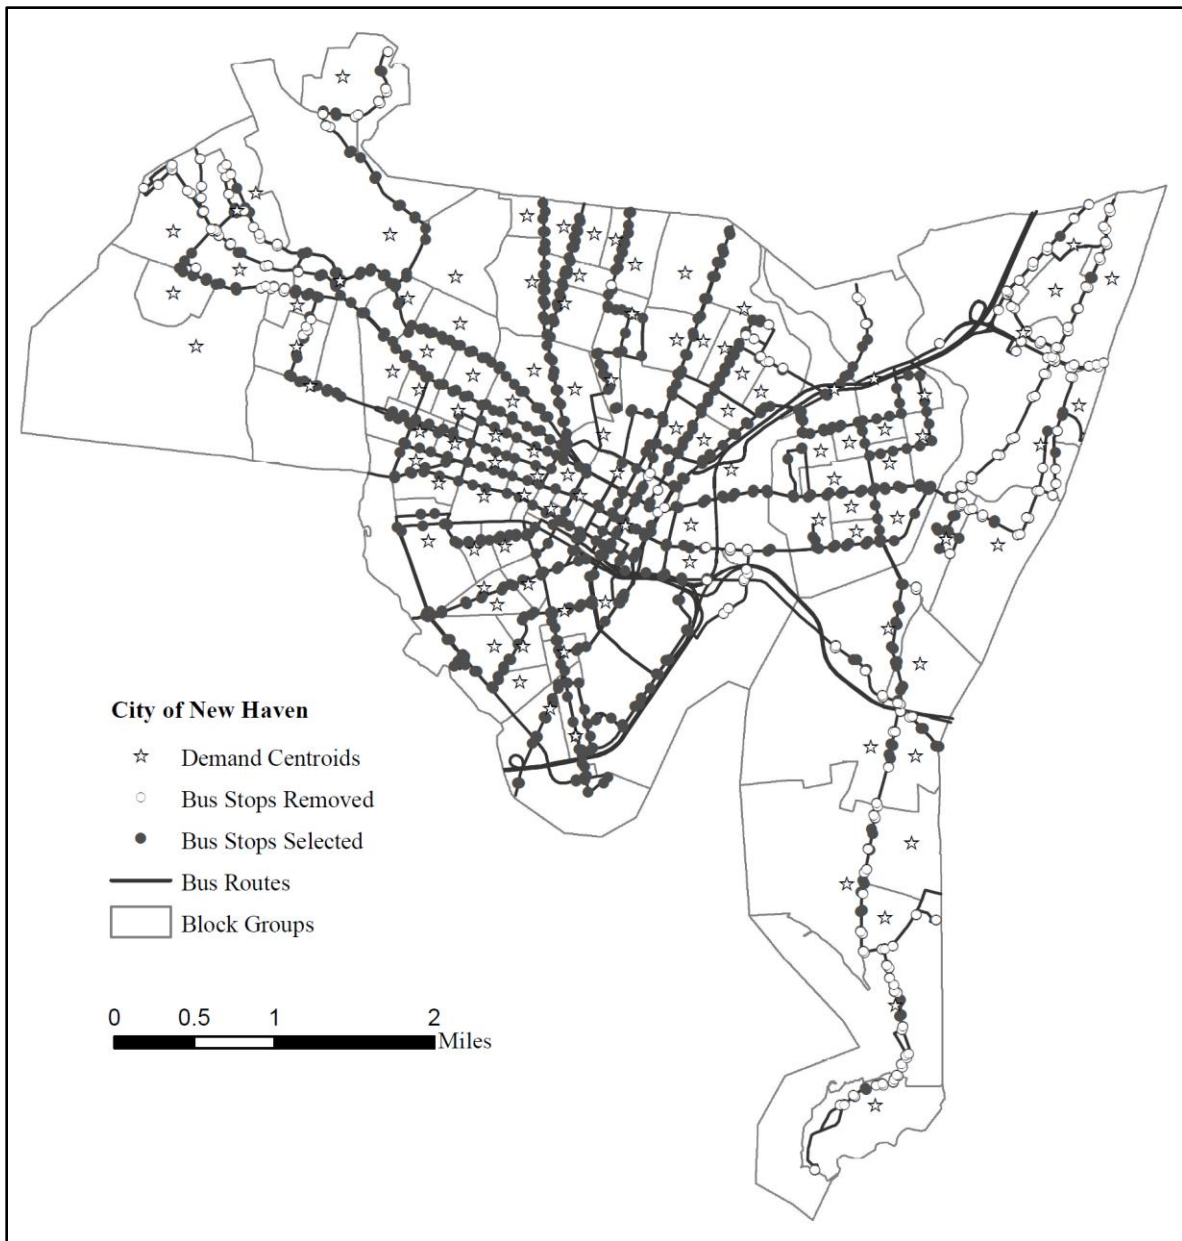 City of New Haven
Demand Centroids
Bus Stops Removed
Bus Stops Selected
Bus Routes
Block Groups
0 0.5 1 2
Miles